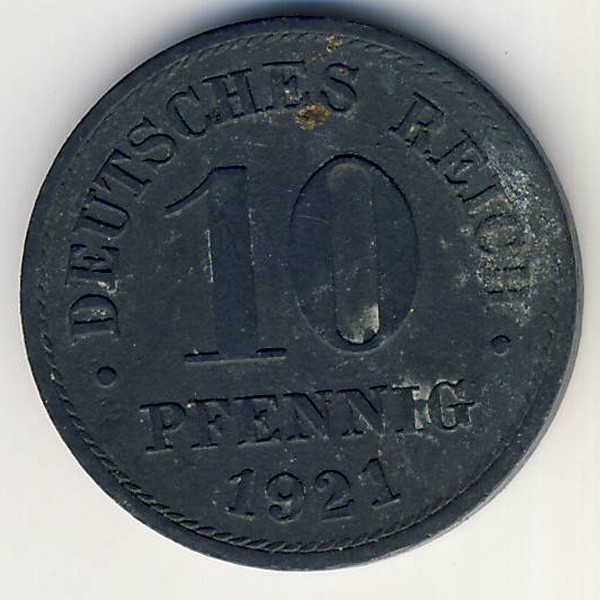 DEUTSCHES REICH
10
PFENNIG
1921